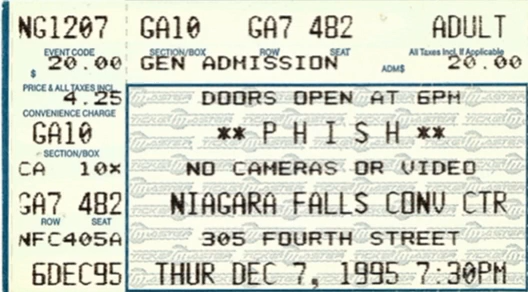 NG1207 GA10 GA7 482 ADULT
EVENT CODE SECTION/BOX ROW SEAT All Taxes Incl. If Applicable
$ 20.00 GEN ADMISSION ADM$ 20.00
PRICE & ALL TAXES INCL.
4.25 DOORS OPEN AT 6PM
CONVENIENCE CHARGE
GA10 ** P H I S H **
SECTION/BOX
CA 10X NO CAMERAS OR VIDEO
GA7 482 NIAGARA FALLS CONV CTR
ROW SEAT
NFC405A 305 FOURTH STREET
6DEC95 THUR DEC 7, 1995 7:30PM